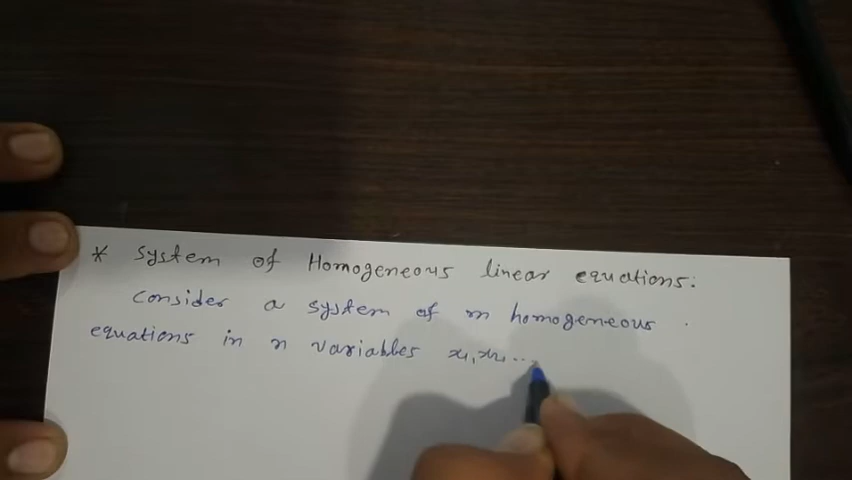 * System of Homogeneous linear equations:
Consider a system of m homogeneous
equations in n variables x₁, x₂ ...